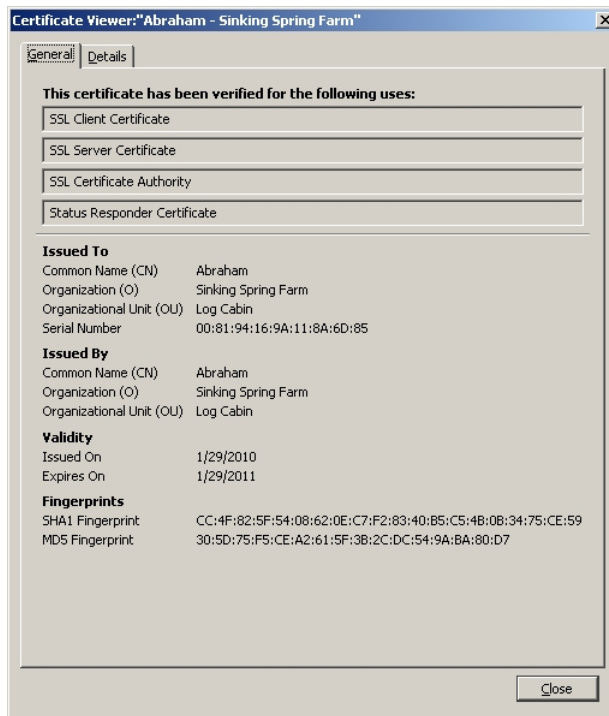 Certificate Viewer:"Abraham - Sinking Spring Farm"
General Details
This certificate has been verified for the following uses:
SSL Client Certificate
SSL Server Certificate
SSL Certificate Authority
Status Responder Certificate
Issued To
Common Name (CN) Abraham
Organization (O) Sinking Spring Farm
Organizational Unit (OU) Log Cabin
Serial Number 00:81:94:16:9A:11:8A:6D:85
Issued By
Common Name (CN) Abraham
Organization (O) Sinking Spring Farm
Organizational Unit (OU) Log Cabin
Validity
Issued On 1/29/2010
Expires On 1/29/2011
Fingerprints
SHA1 Fingerprint CC:4F:82:5F:54:08:62:0E:C7:F2:83:40:B5:C5:4B:0B:34:75:CE:59
MD5 Fingerprint 30:5D:75:F5:CE:A2:61:5F:3B:2C:DC:54:9A:BA:80:D7
Close